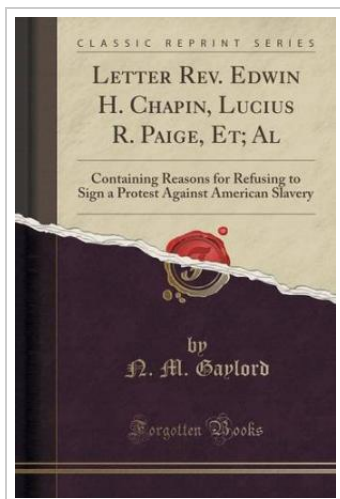 CLASSIC REPRINT SERIES
LETTER REV. EDWIN
H. CHAPIN, LUCIUS
R. PAIGE, ET; AL
Containing Reasons for Refusing to
Sign a Protest Against American Slavery
by
N. M. Gaylord
Forgotten Books